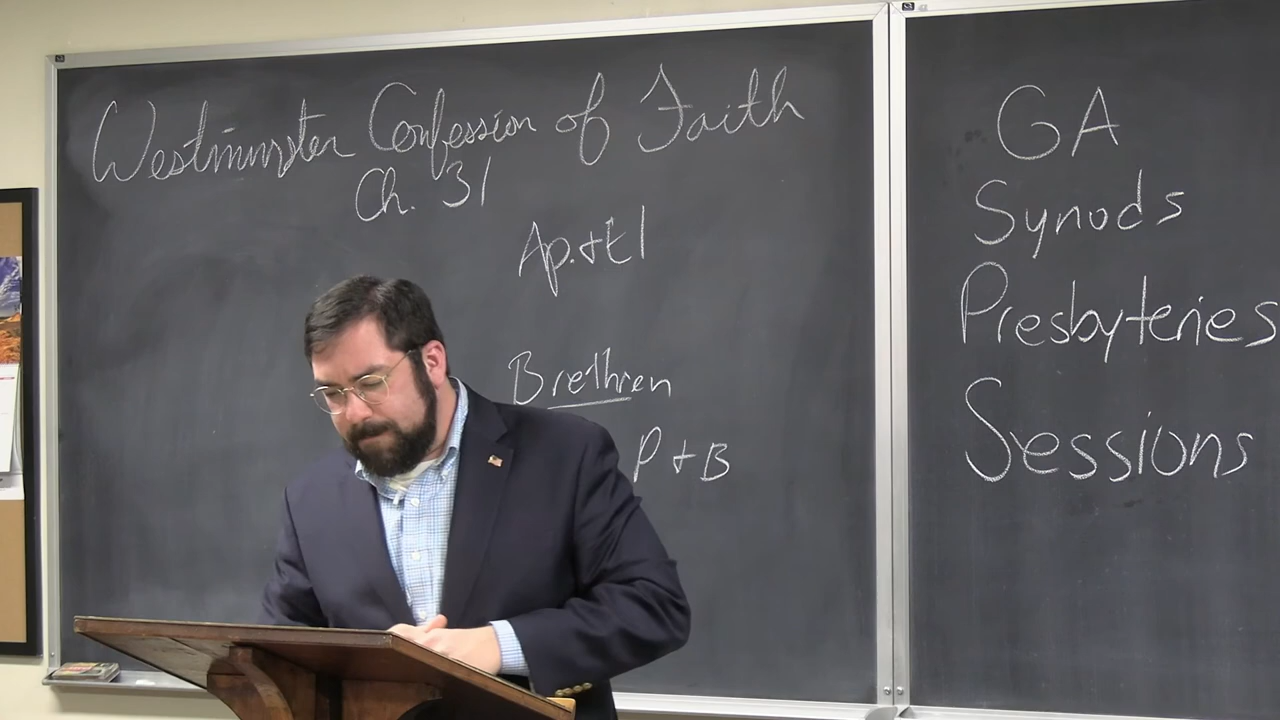 Westminster Confession of Faith
Ch. 31
Ap. & El
Brethren
P & B
GA
Synods
Presbyteries
Sessions